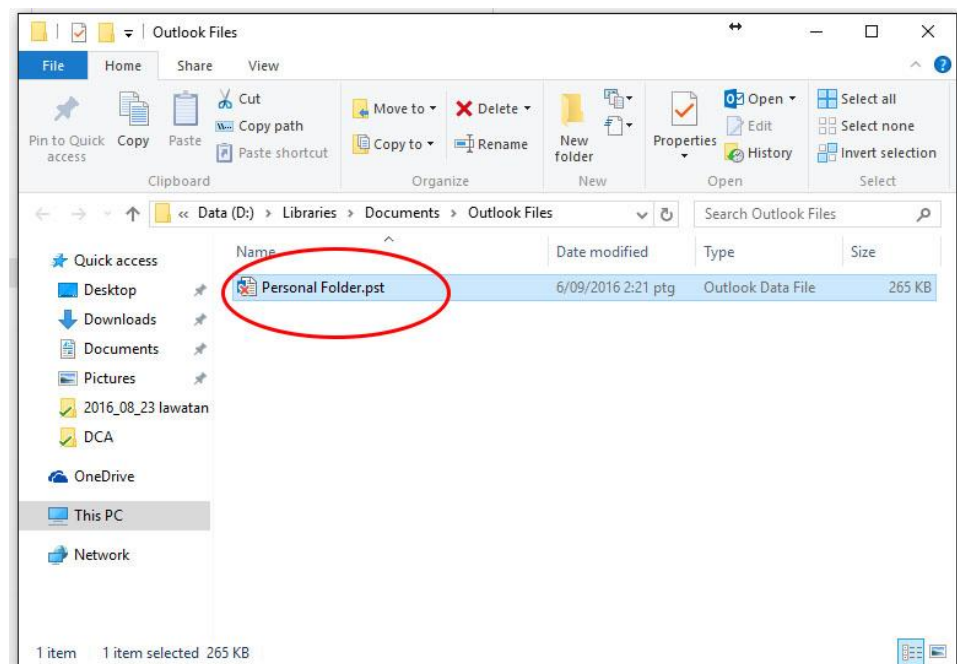 Outlook Files
File Home Share View
Pin to Quick access Copy Paste Cut Copy path Paste shortcut Move to Copy to Delete Rename New folder Properties Open Edit History Select all Select none Invert selection
Clipboard Organize New Open Select
« Data (D:) > Libraries > Documents > Outlook Files Search Outlook Files
Name Date modified Type Size
Personal Folder.pst 6/09/2016 2:21 ptg Outlook Data File 265 KB
Quick access
Desktop
Downloads
Documents
Pictures
2016_08_23 lawatan
DCA
OneDrive
This PC
Network
1 item 1 item selected 265 KB